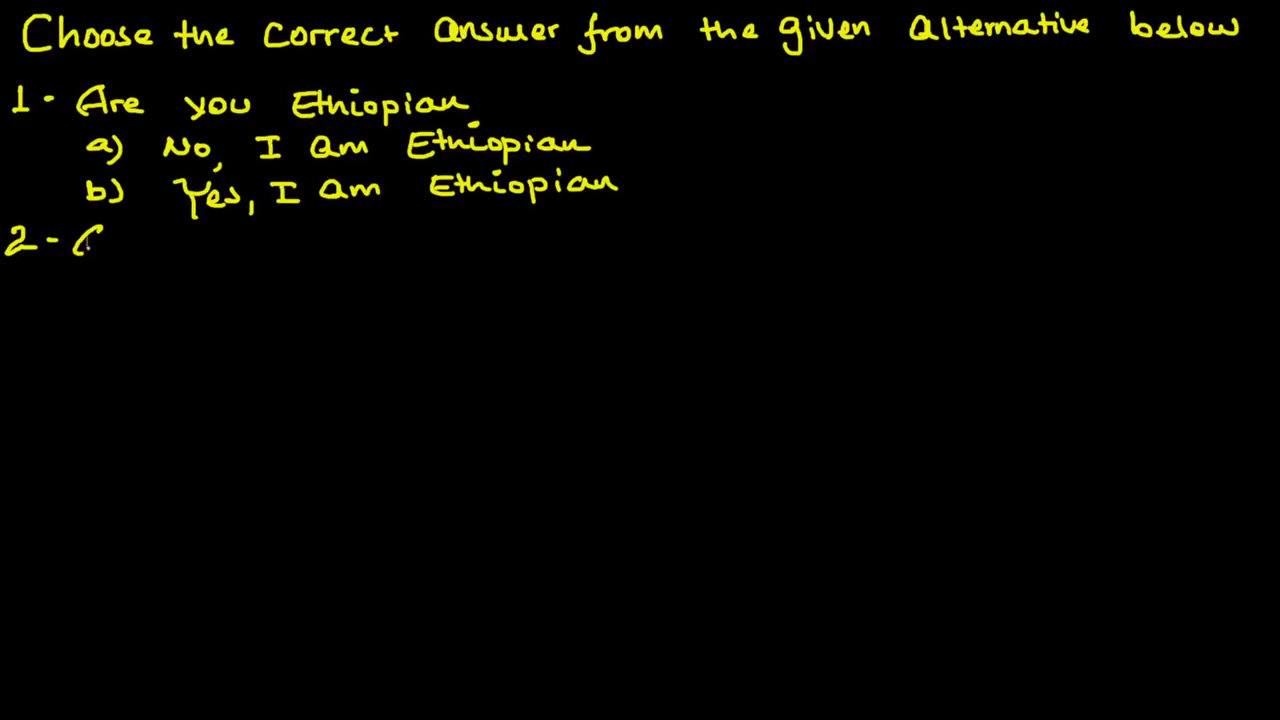 Choose the correct answer from the given alternative below
1. Are you Ethiopian
a) No, I am Ethiopian
b) Yes, I am Ethiopian
2 -